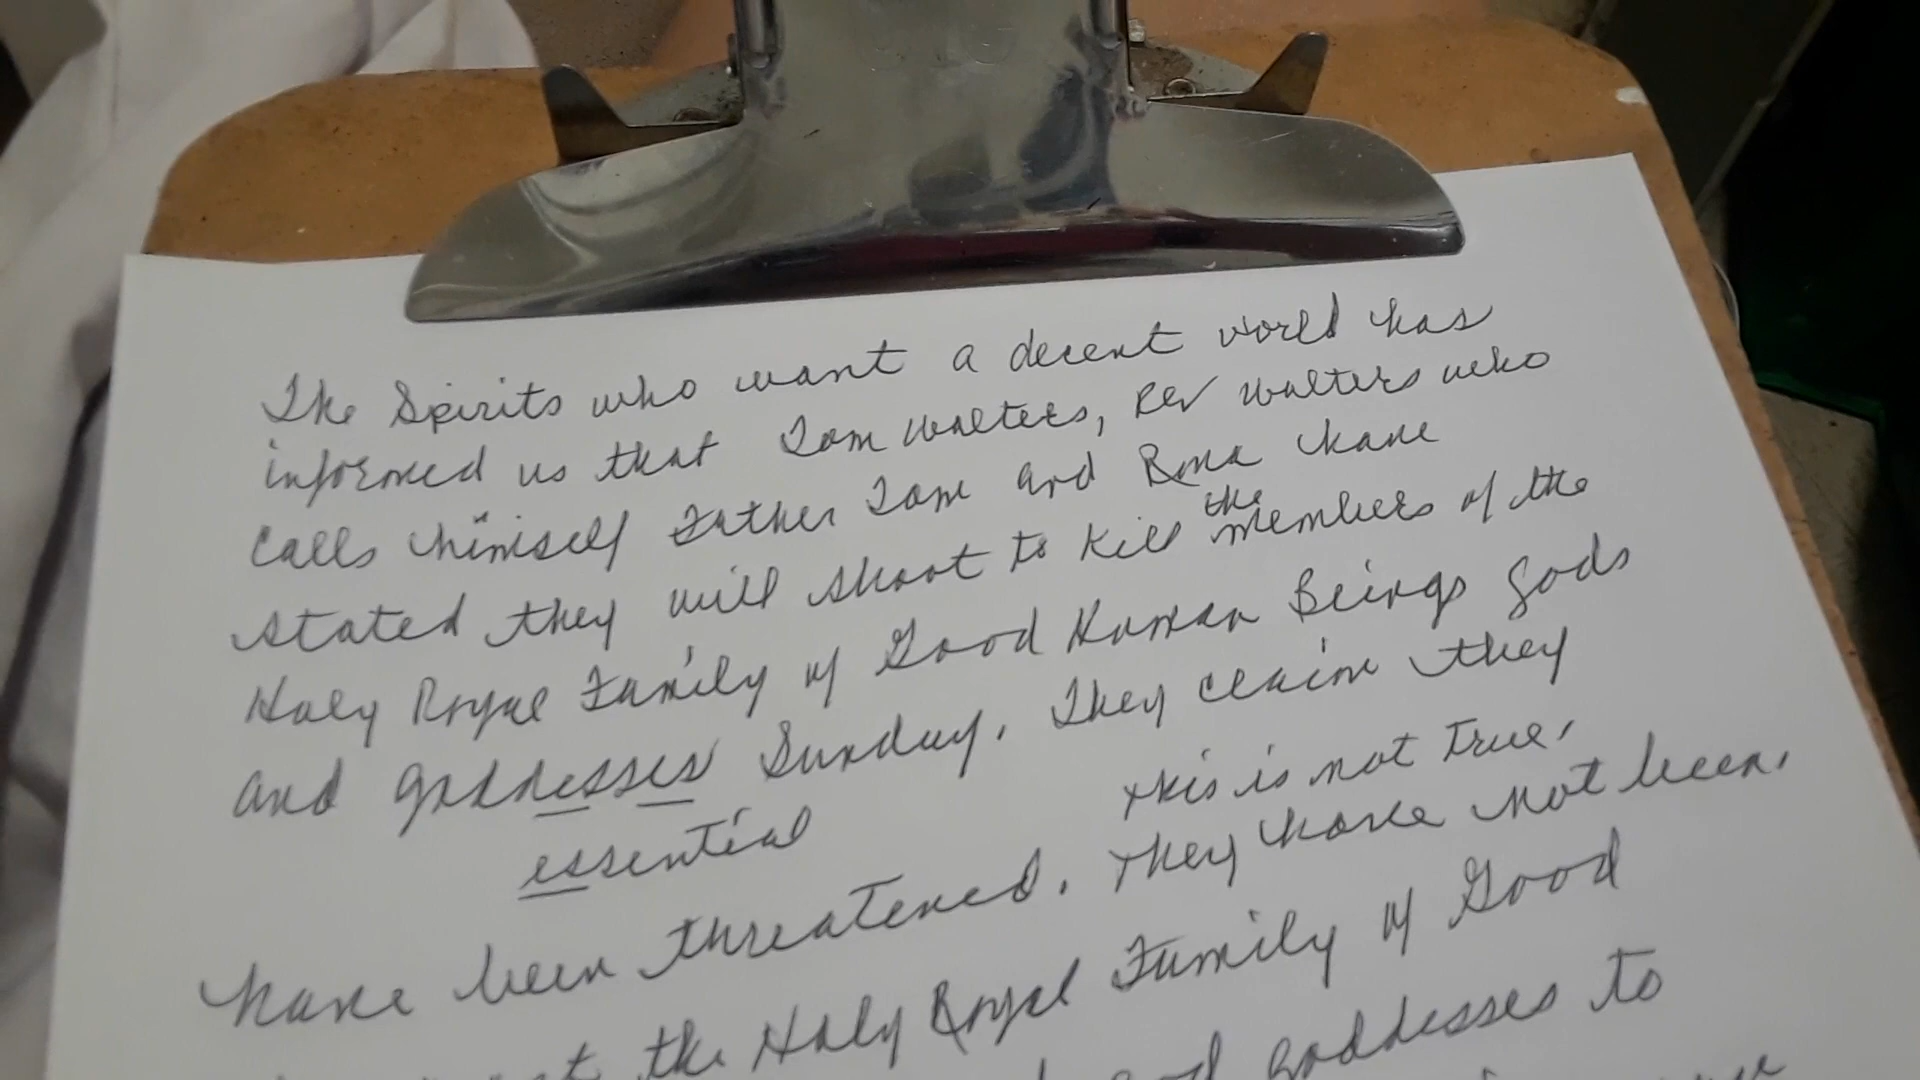 The Spirits who want a decent world has
informed us that Tom Walters, Rev Walters who
calls himself Father Tom and Rona have
stated they will shoot to kill the members of the
Holy Royal Family of Good Human Beings gods
and goddesses Sunday. They claim they
essential
this is not true.
have been threatened. They have not been.
the Holy Royal Family of Good
goddesses to